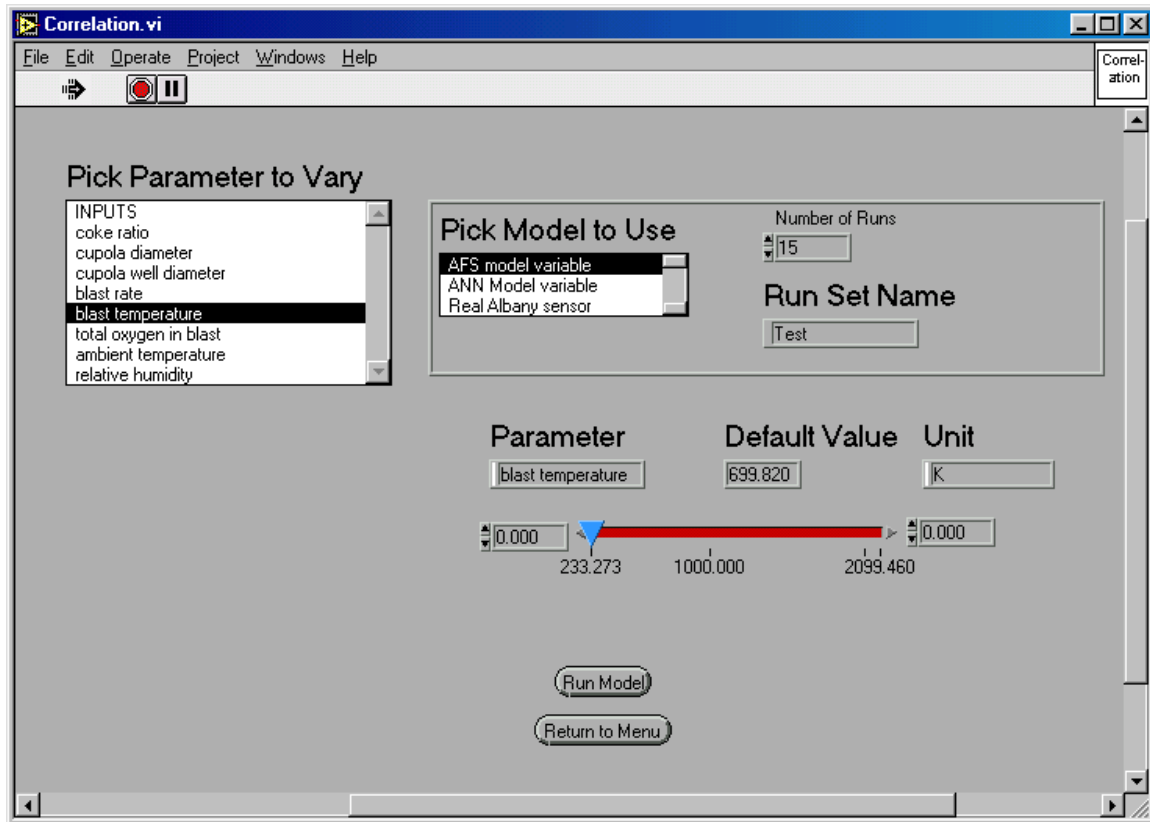 Correlation.vi
File Edit Operate Project Windows Help
Correl-
ation
Pick Parameter to Vary
INPUTS
coke ratio
cupola diameter
cupola well diameter
blast rate
blast temperature
total oxygen in blast
ambient temperature
relative humidity
Pick Model to Use
AFS model variable
ANN Model variable
Real Albany sensor
Number of Runs
15
Run Set Name
Test
Parameter Default Value Unit
blast temperature 699.820 K
0.000 0.000
233.273 1000.000 2099.460
Run Model
Return to Menu